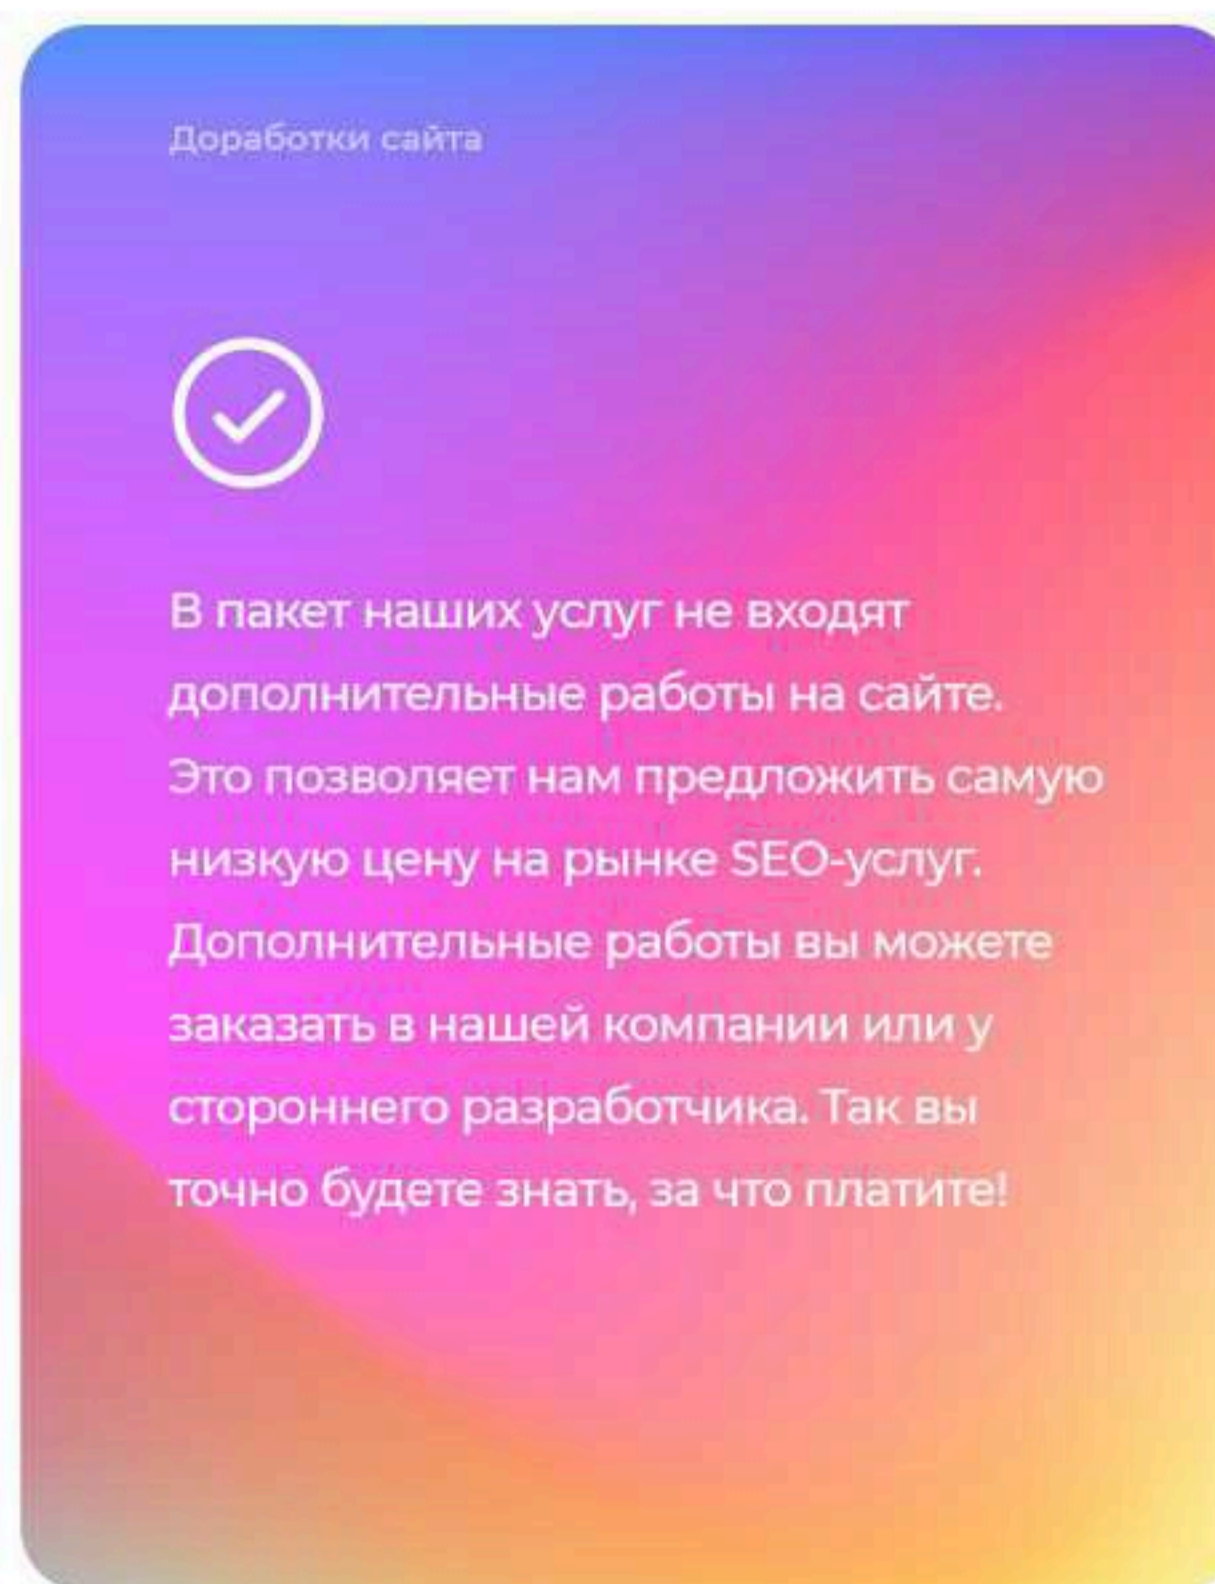 Доработки сайта
В пакет наших услуг не входят
дополнительные работы на сайте.
Это позволяет нам предложить самую
низкую цену на рынке SEO-услуг.
Дополнительные работы вы можете
заказать в нашей компании или у
стороннего разработчика. Так вы
точно будете знать, за что платите!